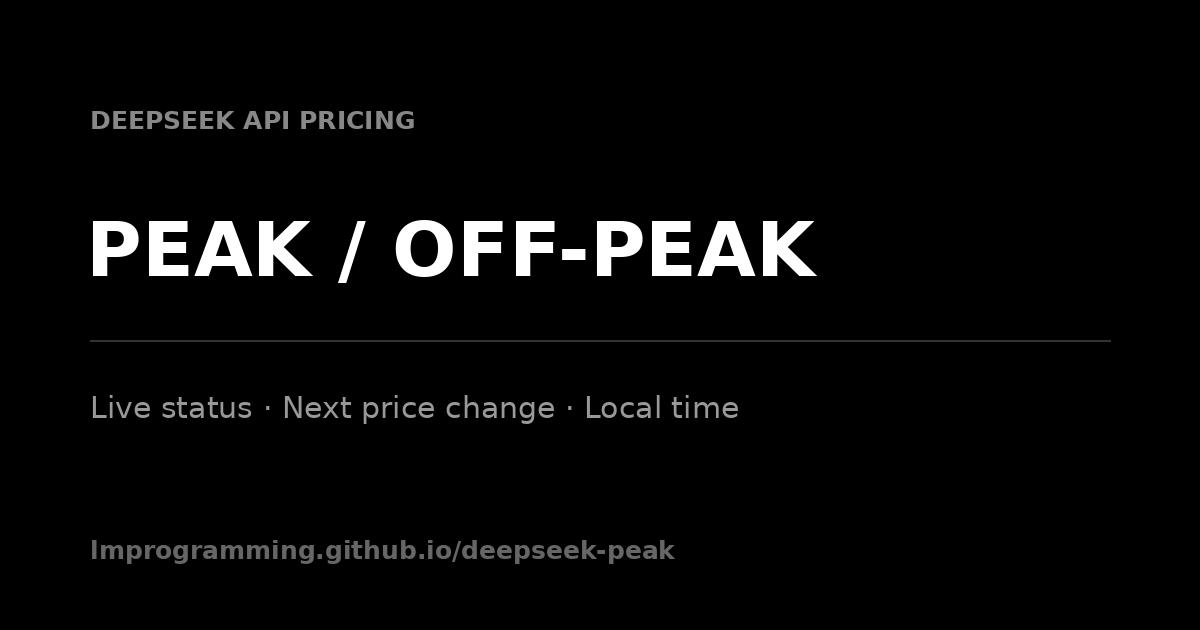 DEEPSEEK API PRICING
PEAK / OFF-PEAK
Live status · Next price change · Local time
lmprogramming.github.io/deepseek-peak